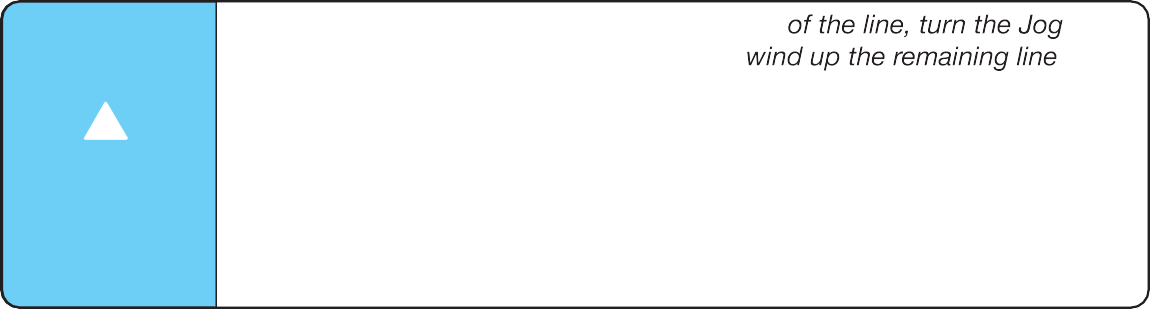 of the line, turn the Jog
wind up the remaining line